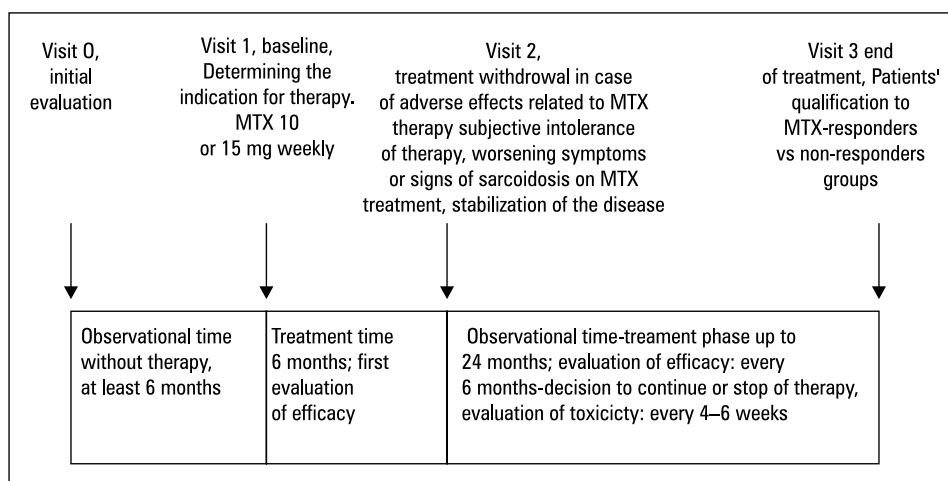 Visit 0,
initial
evaluation
Visit 1, baseline,
Determining the
indication for therapy.
MTX 10
or 15 mg weekly
Visit 2,
treatment withdrawal in case
of adverse effects related to MTX
therapy subjective intolerance
of therapy, worsening symptoms
or signs of sarcoidosis on MTX
treatment, stabilization of the disease
Visit 3 end
of treatment, Patients'
qualification to
MTX-responders
vs non-responders
groups
Observational time
without therapy,
at least 6 months
Treatment time
6 months; first
evaluation
of efficacy
Observational time-treament phase up to
24 months; evaluation of efficacy: every
6 months-decision to continue or stop of therapy,
evaluation of toxicicty: every 4–6 weeks